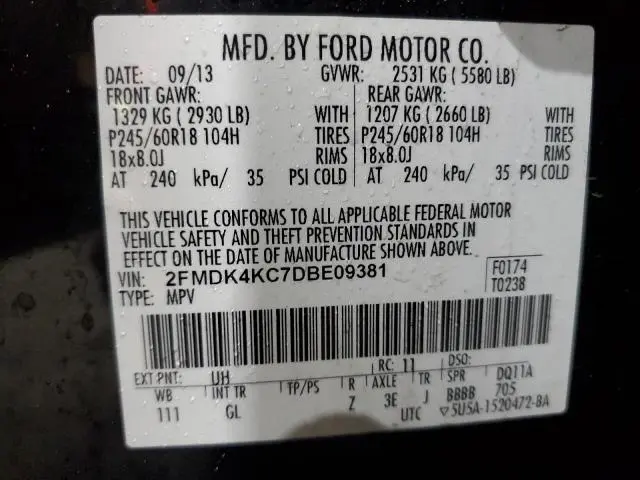 MFD. BY FORD MOTOR CO.
DATE: 09/13 GVWR: 2531 KG ( 5580 LB)
FRONT GAWR: REAR GAWR:
1329 KG ( 2930 LB) WITH 1207 KG ( 2660 LB) WITH
P245/60R18 104H TIRES P245/60R18 104H TIRES
18x8.0J RIMS 18x8.0J RIMS
AT 240 kPa/ 35 PSI COLD AT 240 kPa/ 35 PSI COLD
THIS VEHICLE CONFORMS TO ALL APPLICABLE FEDERAL MOTOR
VEHICLE SAFETY AND THEFT PREVENTION STANDARDS IN
EFFECT ON THE DATE OF MANUFACTURE SHOWN ABOVE.
VIN: 2FMDK4KC7DBE09381 F0174
TYPE: MPV T0238
EXT PNT: UH RC: 11 DSO:
WB INT TR TP/PS R AXLE TR SPR DQ11A
111 GL Z 3E J BBBB 705
UTC ▽5U5A-1520472-BA